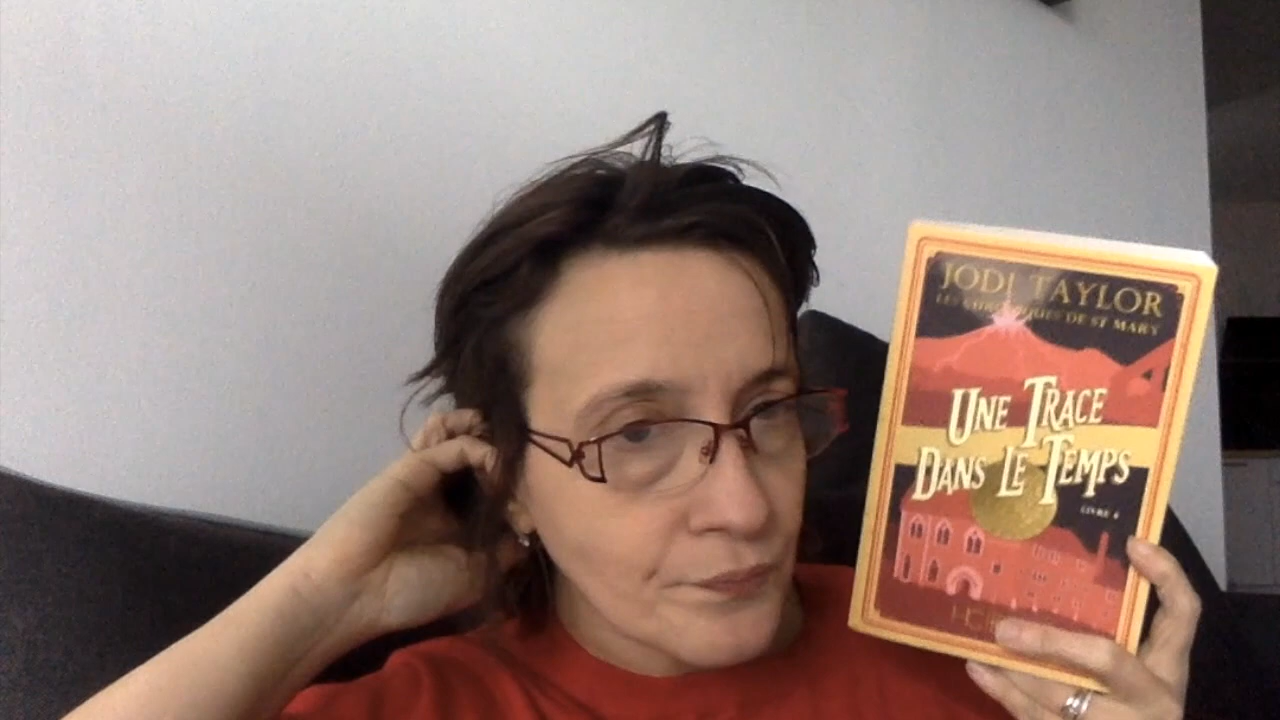 JODI TAYLOR
LES CHRONIQUES DE ST MARY
UNE TRACE
DANS LE TEMPS
LIVRE 4